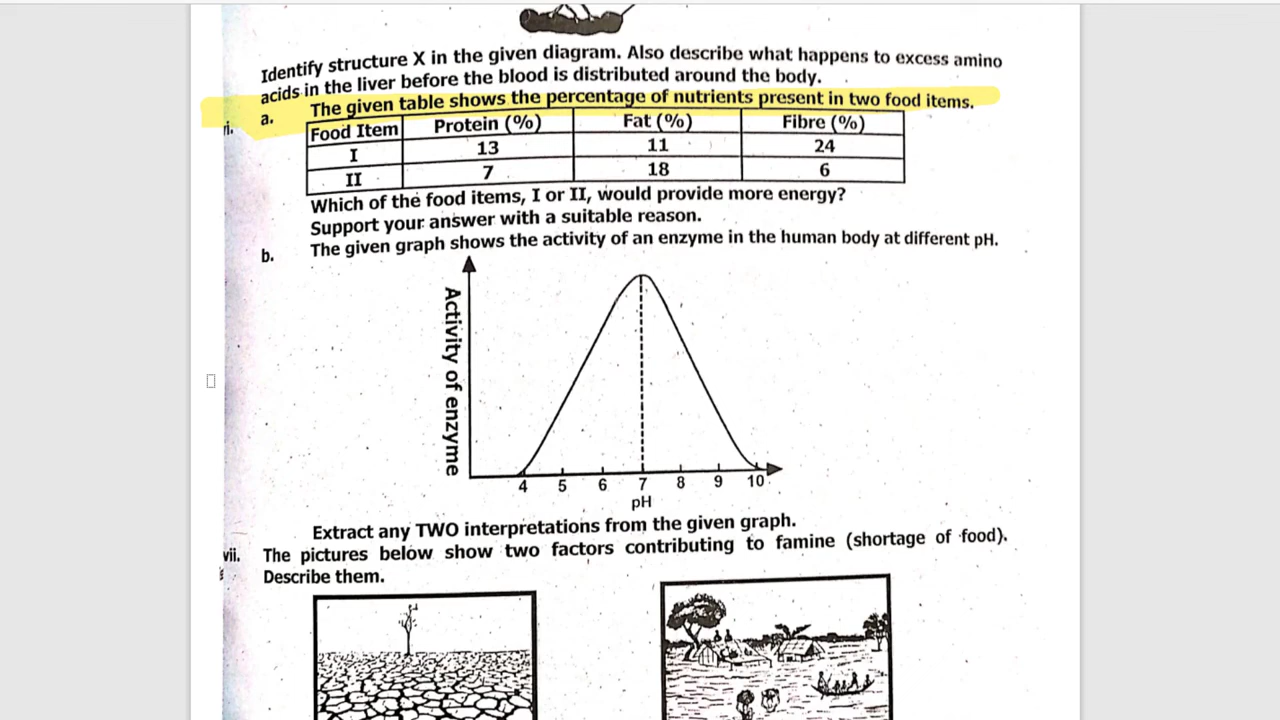 Identify structure X in the given diagram. Also describe what happens to excess amino
acids in the liver before the blood is distributed around the body.
a. The given table shows the percentage of nutrients present in two food items.
Food Item Protein (%) Fat (%) Fibre (%)
I 13 11 24
II 7 18 6
Which of the food items, I or II, would provide more energy?
Support your answer with a suitable reason.
b. The given graph shows the activity of an enzyme in the human body at different pH.
Activity of enzyme
4 5 6 7 8 9 10
pH
Extract any TWO interpretations from the given graph.
vii. The pictures below show two factors contributing to famine (shortage of food).
Describe them.